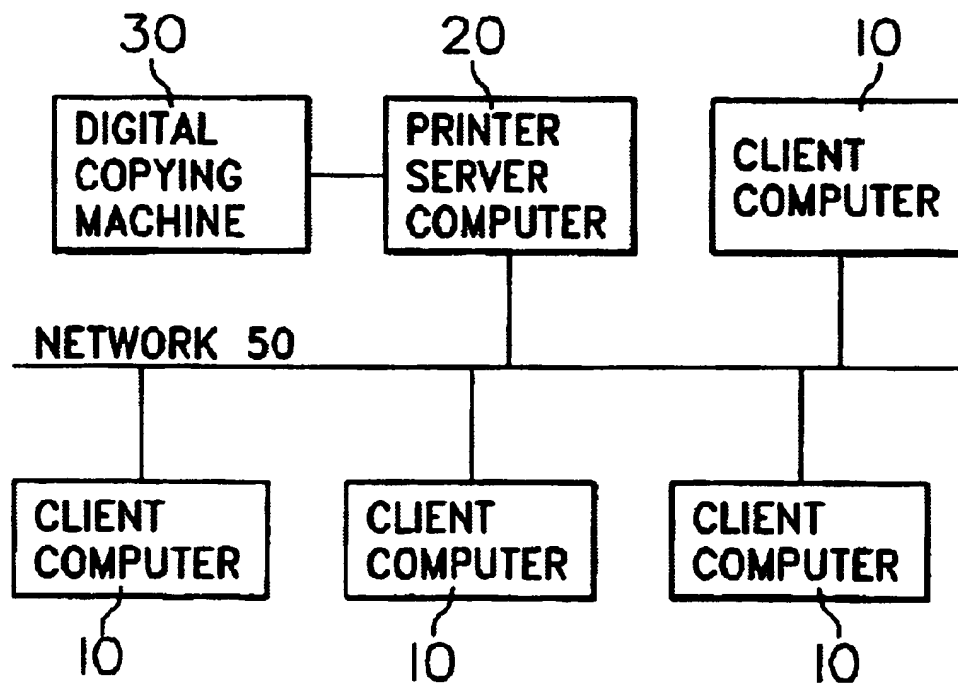 30
20
10
DIGITAL
COPYING
MACHINE
PRINTER
SERVER
COMPUTER
CLIENT
COMPUTER
NETWORK 50
CLIENT
COMPUTER
CLIENT
COMPUTER
CLIENT
COMPUTER
10
10
10